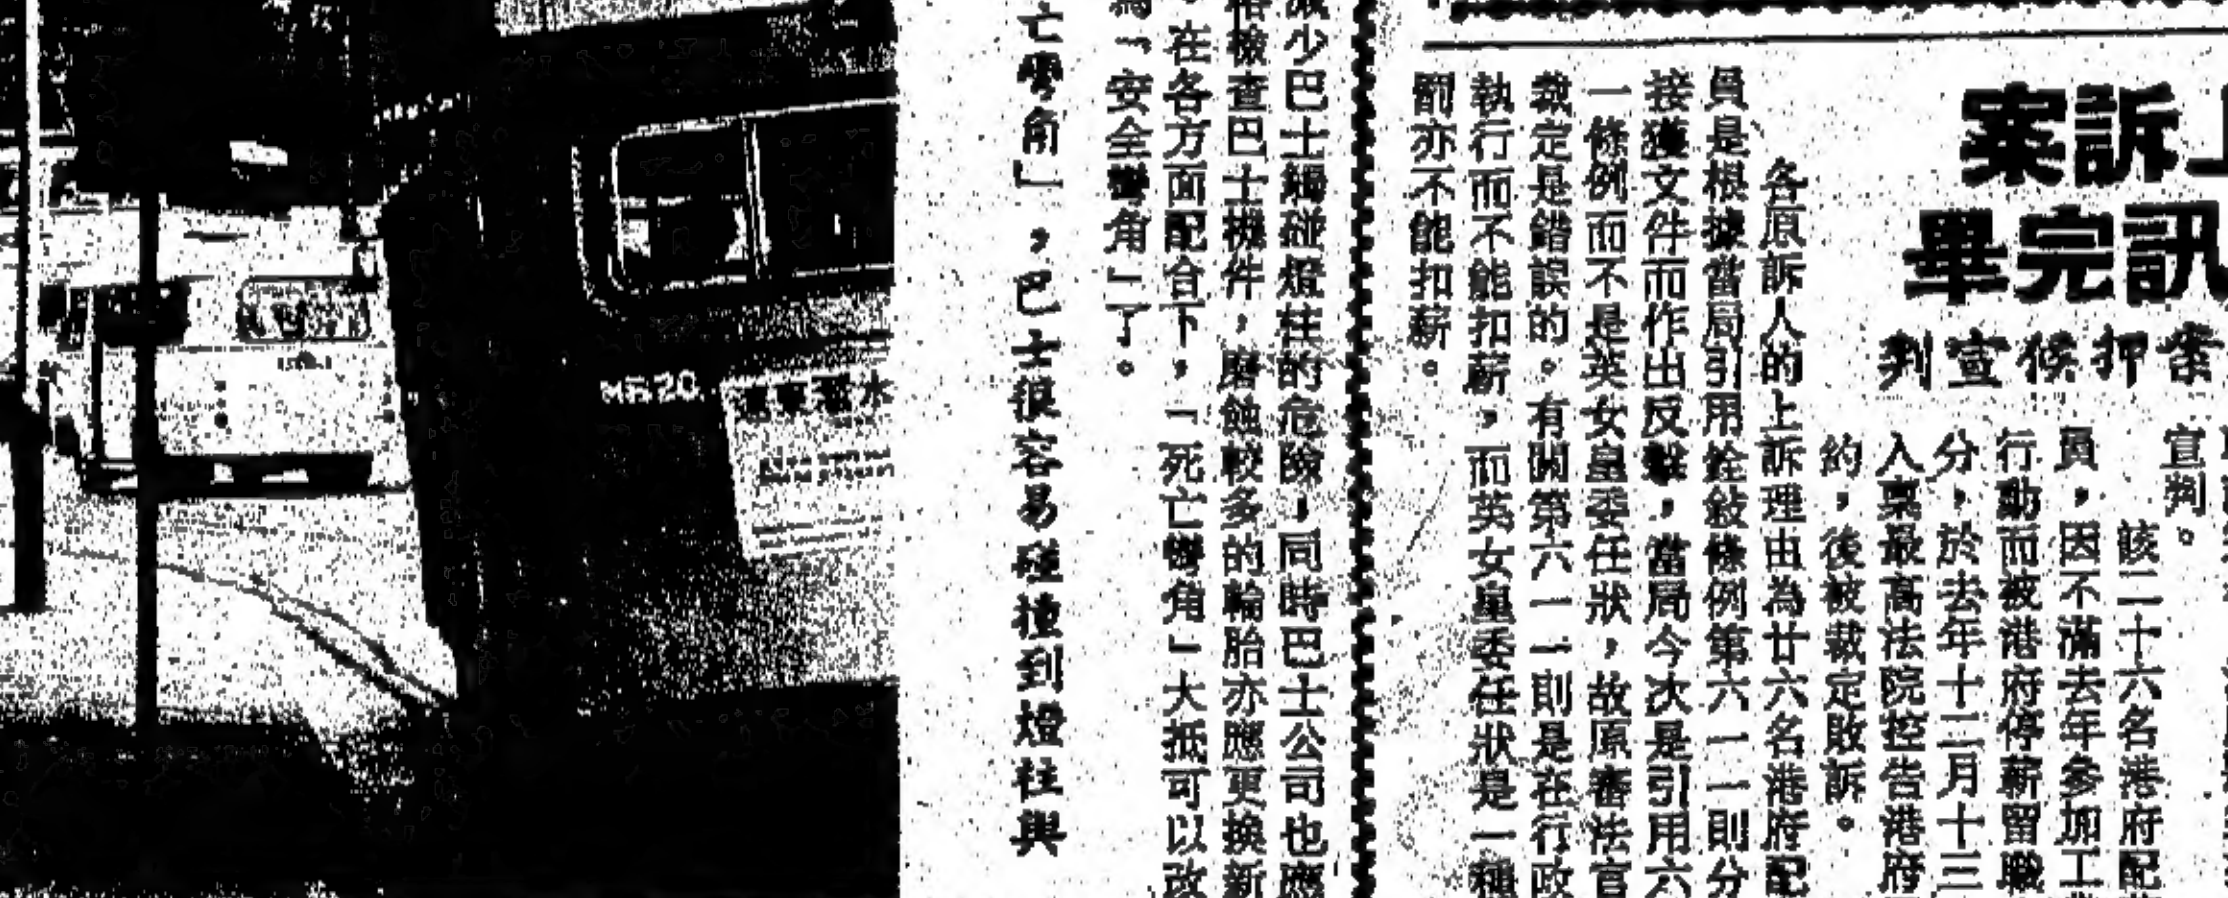 上訴案
訊完畢
案押候宣判
宣判。
該二十六名港府配
員，因不滿去年參加工
行動而被港府停薪留職
分，於去年十二月十三
入稟最高法院控告港府
約，後被裁定敗訴。
各原訴人的上訴理由為廿六名港府配
員是根據當局引用銓敍條例第六一一則分
接獲文件而作出反擊，當局今次是引用六
一條例而不是英女皇委任狀，故原審法官
裁定是錯誤的。有關第六一一則是在行政
執行而不能扣薪，而英女皇委任狀是一種
罰亦不能扣薪。
減少巴士觸碰燈柱的危險，同時巴士公司也應
檢查巴士機件，磨蝕較多的輪胎亦應更換新
。在各方面配合下，「死亡彎角」大抵可以改
為「安全彎角」了。
亡彎角」，巴士很容易碰撞到燈柱與
MB20